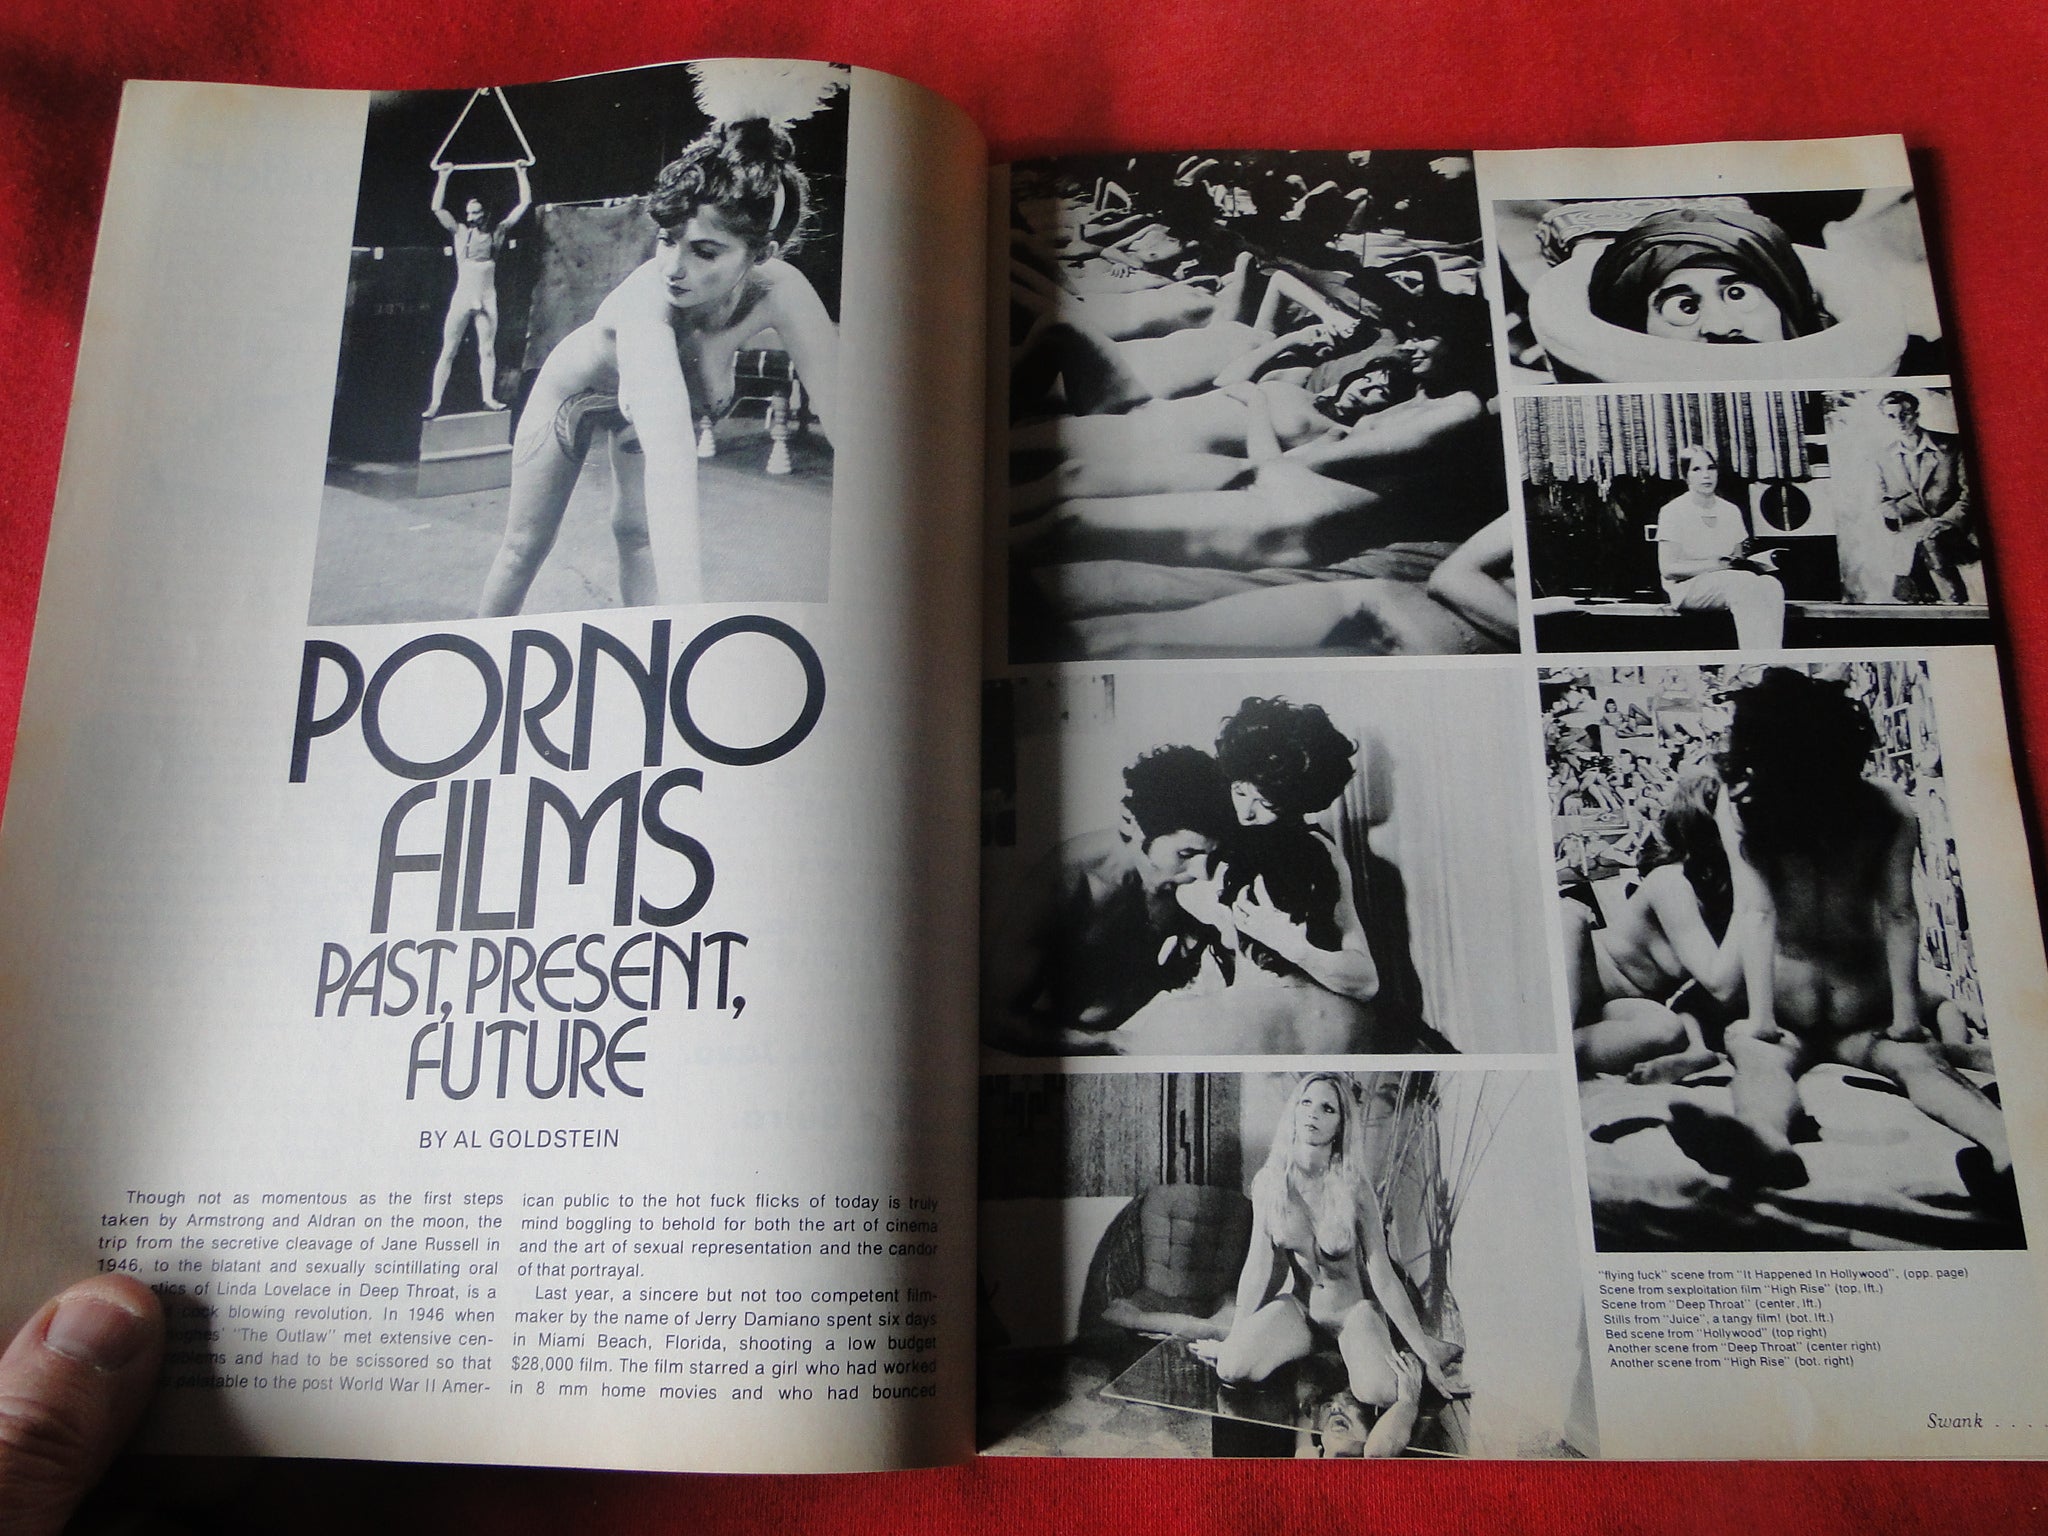 PORNO
FILMS
PAST, PRESENT,
FUTURE
BY AL GOLDSTEIN
Though not as momentous as the first steps
taken by Armstrong and Aldran on the moon, the
trip from the secretive cleavage of Jane Russell in
1946, to the blatant and sexually scintillating oral
of Linda Lovelace in Deep Throat, is a
cock blowing revolution. In 1946 when
"The Outlaw" met extensive cen-
and had to be scissored so that
palatable to the post World War II Amer-
ican public to the hot fuck flicks of today is truly
mind boggling to behold for both the art of cinema
and the art of sexual representation and the candor
of that portrayal.
Last year, a sincere but not too competent film-
maker by the name of Jerry Damiano spent six days
in Miami Beach, Florida, shooting a low budget
$28,000 film. The film starred a girl who had worked
in 8 mm home movies and who had bounced
"flying fuck" scene from "It Happened In Hollywood", (opp. page)
Scene from sexploitation film "High Rise" (top, lft.)
Scene from "Deep Throat" (center, lft.)
Stills from "Juice", a tangy film! (bot. lft.)
Bed scene from "Hollywood" (top right)
Another scene from "Deep Throat" (center right)
Another scene from "High Rise" (bot. right)
Swank . . . .